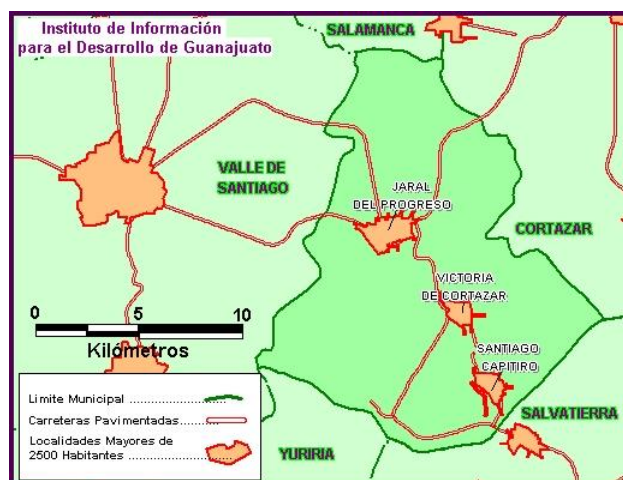 Instituto de Información
para el Desarrollo de Guanajuato
SALAMANCA
VALLE DE
SANTIAGO
JARAL
DEL PROGRESO
CORTAZAR
VICTORIA
DE CORTAZAR
0 5 10
Kilómetros
SANTIAGO
CAPITIRO
Limite Municipal
Carreteras Pavimentadas
Localidades Mayores de
2500 Habitantes
SALVATIERRA
YURIRIA